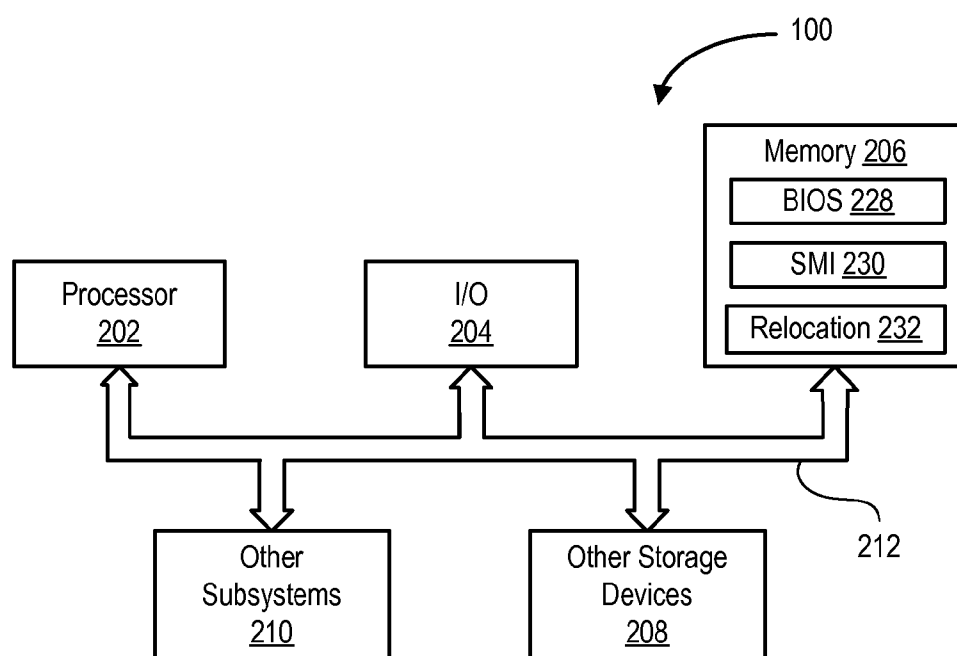 100
Memory 206
BIOS 228
SMI 230
Relocation 232
Processor
202
I/O
204
212
Other
Subsystems
210
Other Storage
Devices
208